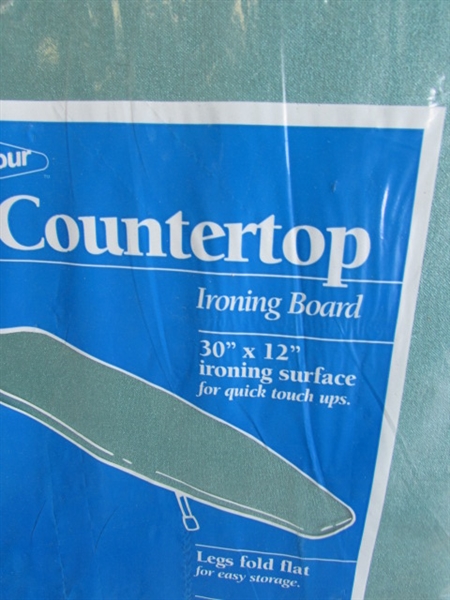 Countertop
Ironing Board
30” x 12”
ironing surface
for quick touch ups.
Legs fold flat
for easy storage.